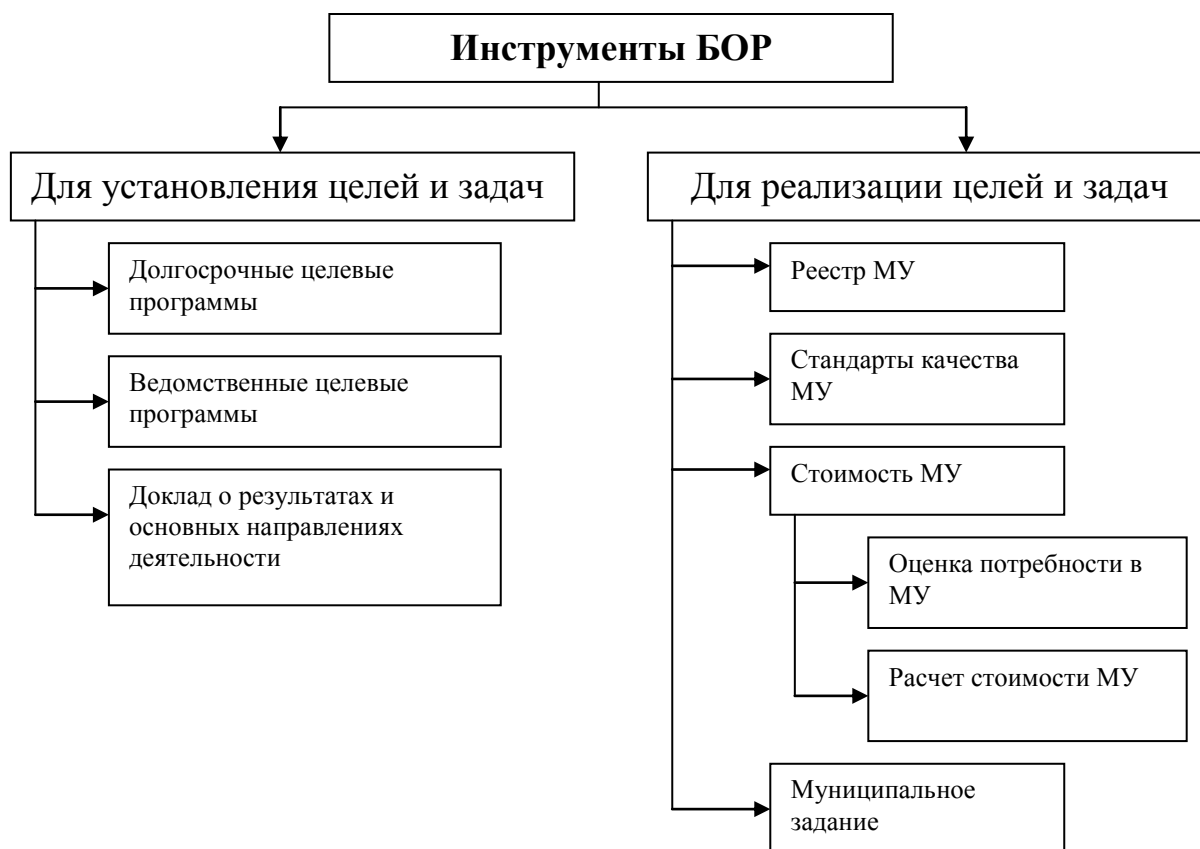 Инструменты БОР
Для установления целей и задач
Долгосрочные целевые
программы
Ведомственные целевые
программы
Доклад о результатах и
основных направлениях
деятельности
Для реализации целей и задач
Реестр МУ
Стандарты качества
МУ
Стоимость МУ
Оценка потребности в
МУ
Расчет стоимости МУ
Муниципальное
задание